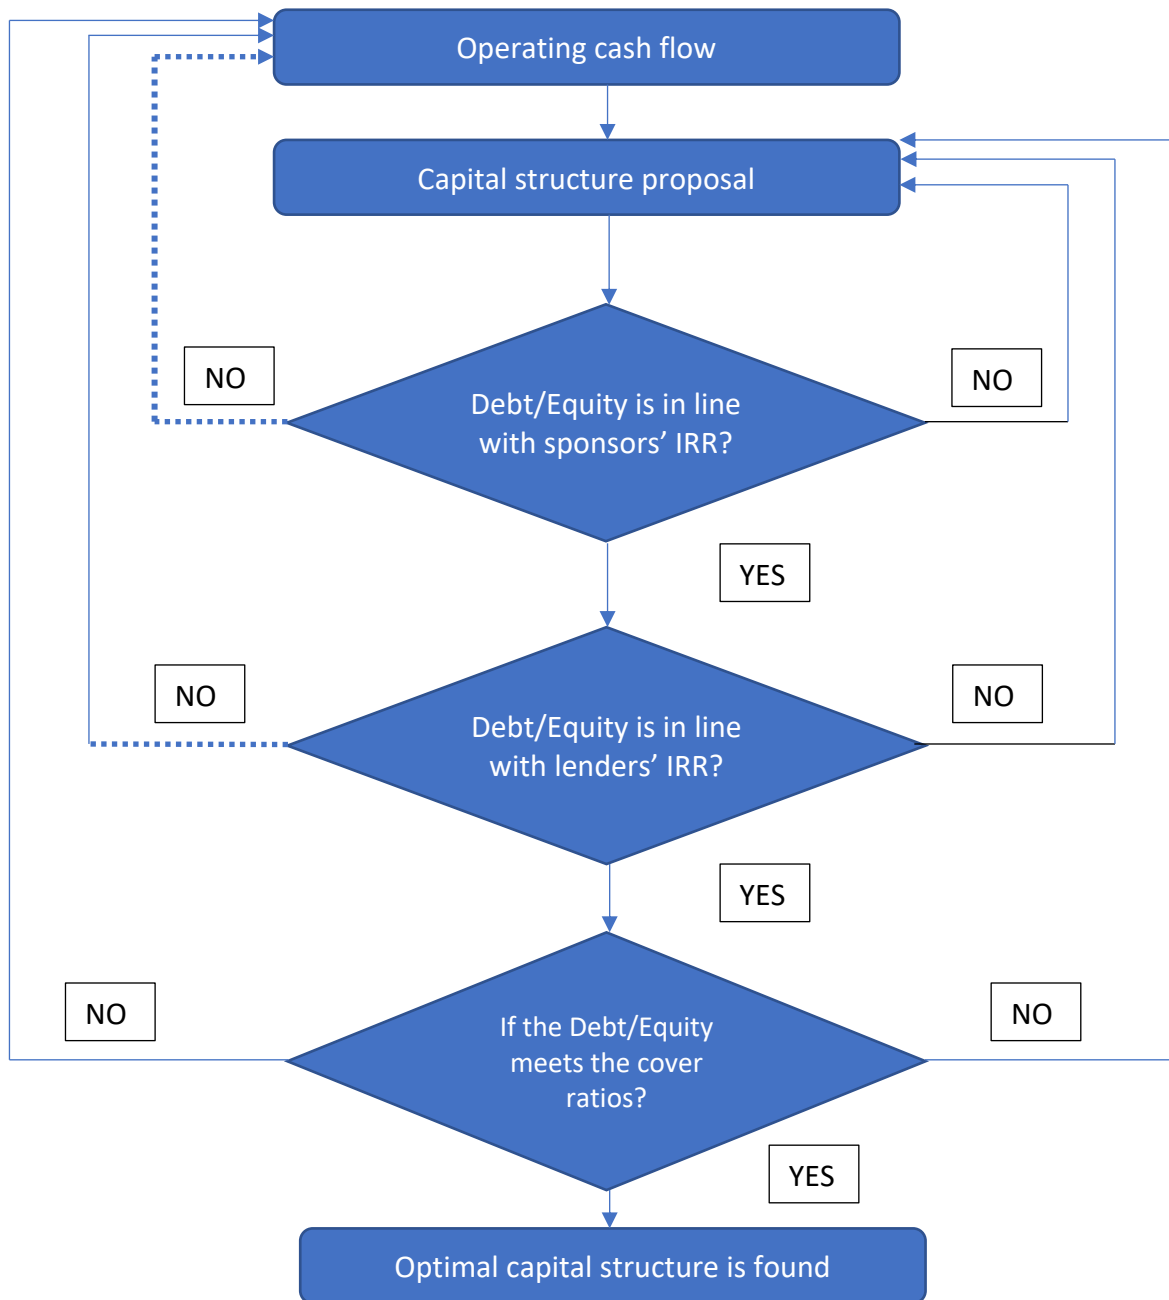 Operating cash flow
Capital structure proposal
NO
NO
Debt/Equity is in line
with sponsors’ IRR?
YES
NO
NO
Debt/Equity is in line
with lenders’ IRR?
YES
NO
NO
If the Debt/Equity
meets the cover
ratios?
YES
Optimal capital structure is found